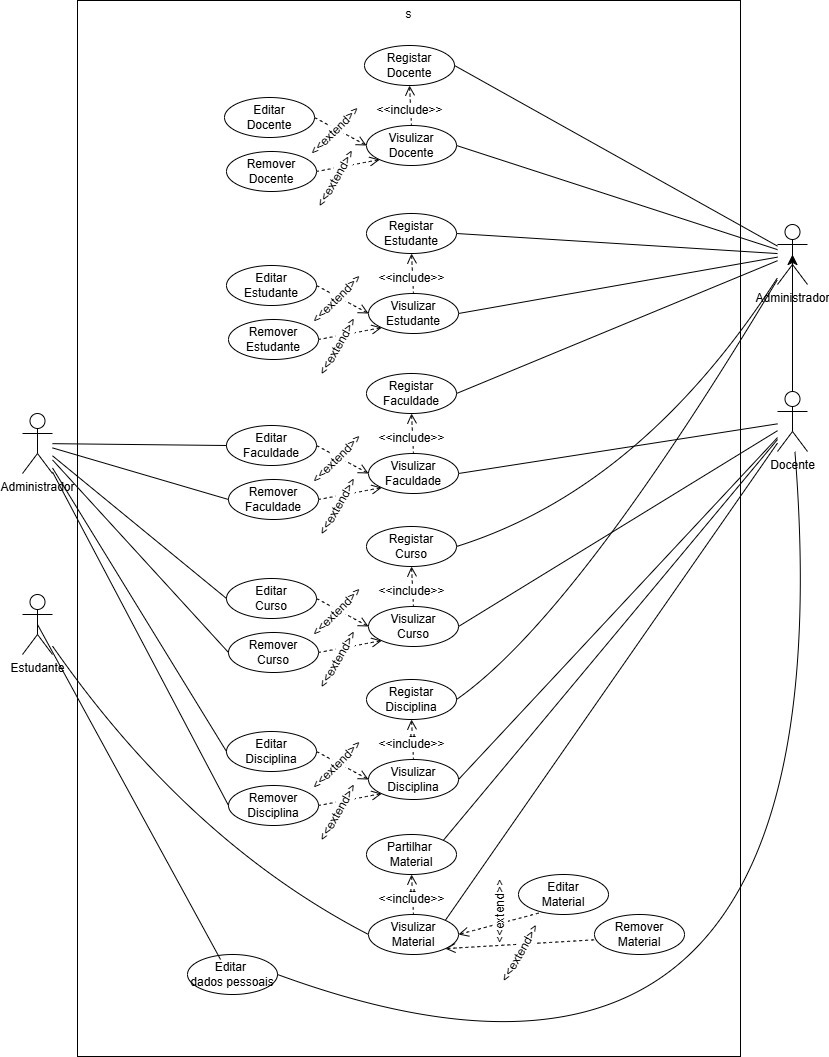 s
Registar
Docente
<<include>>
Editar
Docente
<<extend>>
Visulizar
Docente
Remover
Docente
<<extend>>
Registar
Estudante
<<include>>
Administrador
Editar
Estudante
<<extend>>
Visulizar
Estudante
Remover
Estudante
<<extend>>
Registar
Faculdade
<<include>>
Editar
Faculdade
<<extend>>
Visulizar
Faculdade
Docente
Administrador
Remover
Faculdade
<<extend>>
Registar
Curso
<<include>>
Editar
Curso
<<extend>>
Visulizar
Curso
Remover
Curso
<<extend>>
Estudante
Registar
Disciplina
<<include>>
Editar
Disciplina
<<extend>>
Visulizar
Disciplina
Remover
Disciplina
<<extend>>
Partilhar
Material
<<include>>
Editar
Material
<<extend>>
Visulizar
Material
Remover
Material
<<extend>>
Editar
dados pessoais